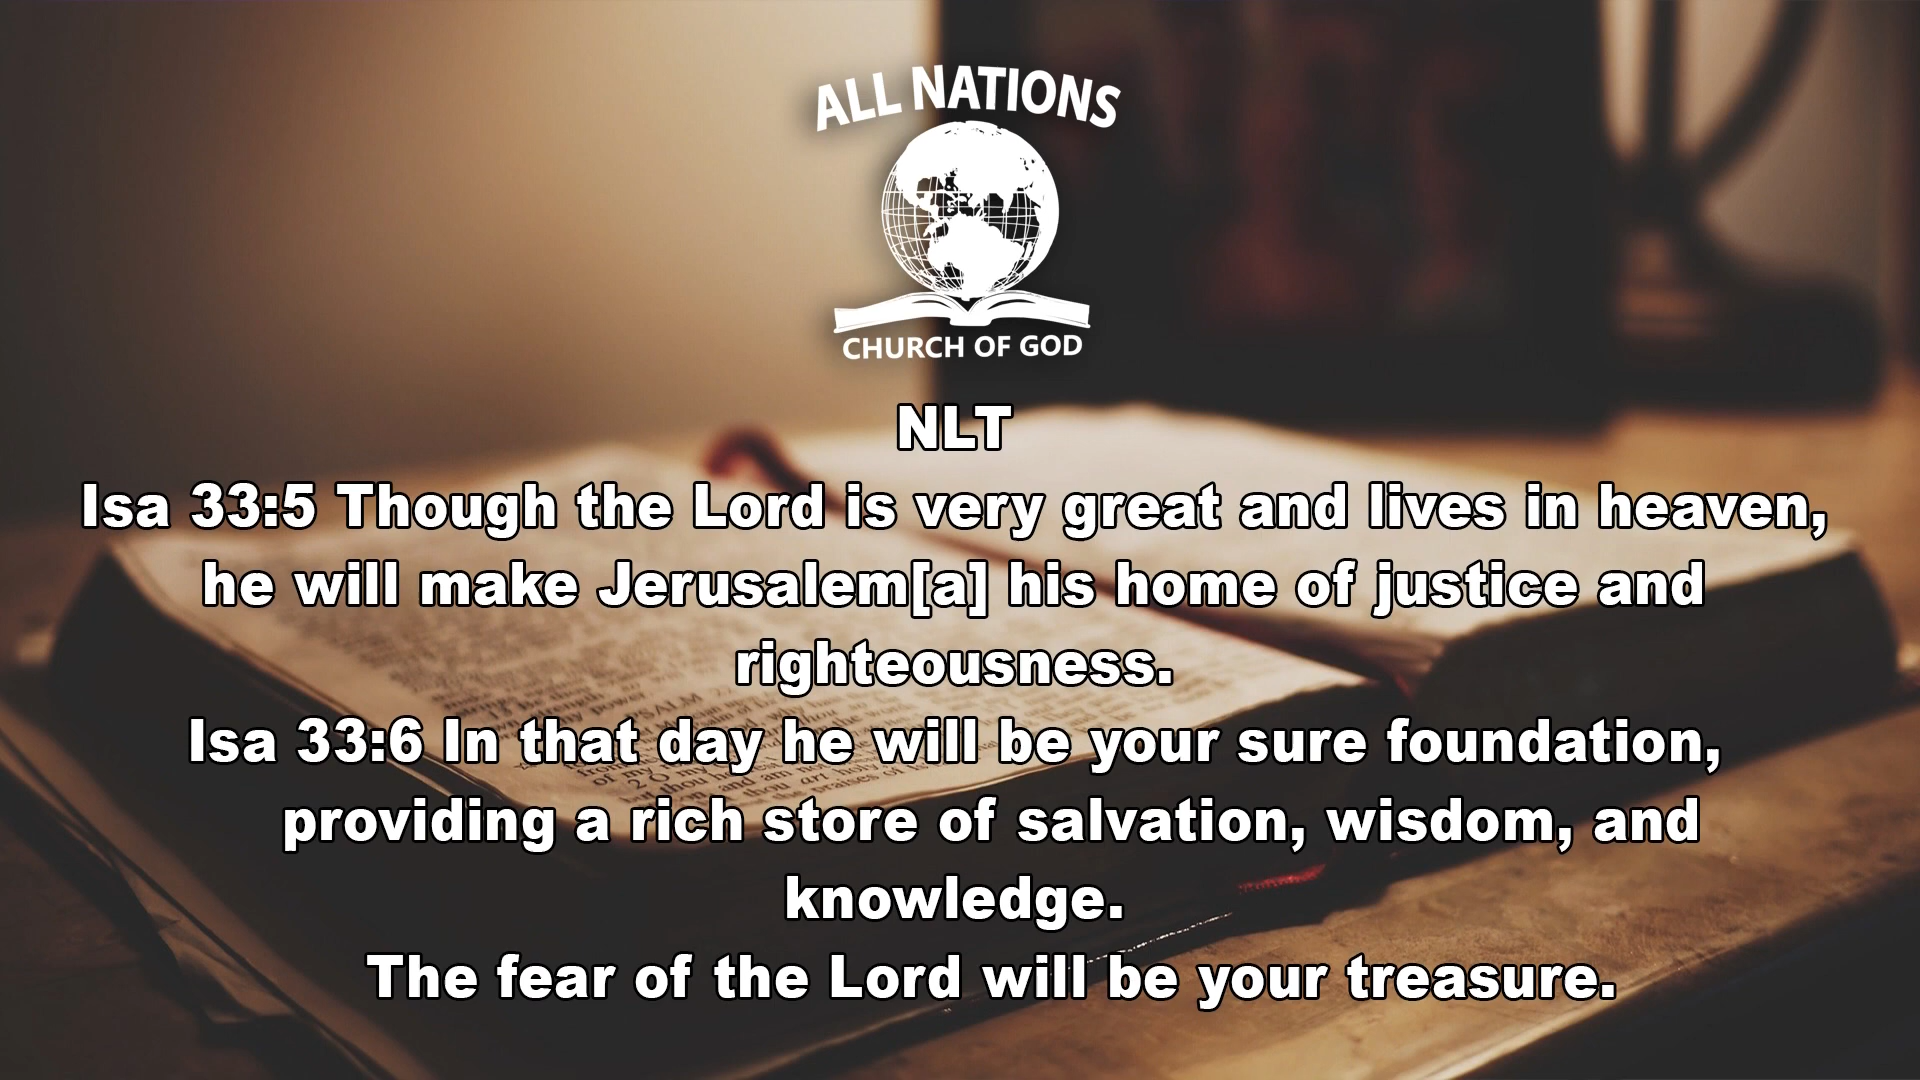 ALL NATIONS
CHURCH OF GOD
NLT
Isa 33:5 Though the Lord is very great and lives in heaven,
he will make Jerusalem[a] his home of justice and
righteousness.
Isa 33:6 In that day he will be your sure foundation,
providing a rich store of salvation, wisdom, and
knowledge.
The fear of the Lord will be your treasure.